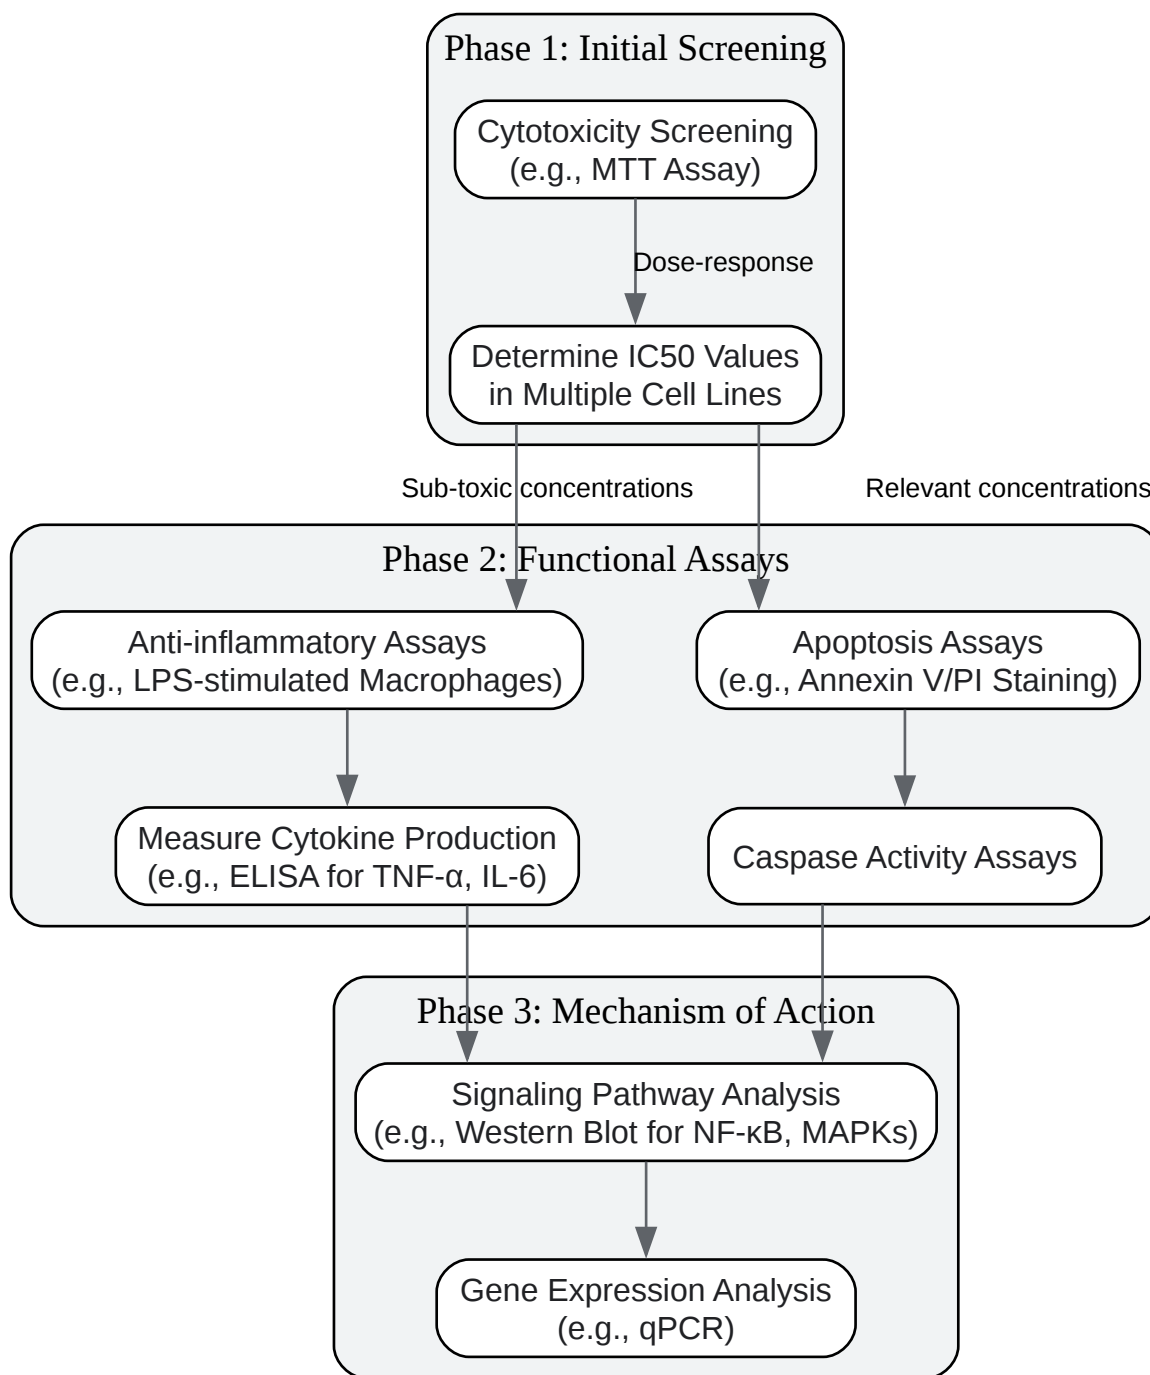 Phase 1: Initial Screening
Cytotoxicity Screening
(e.g., MTT Assay)
Dose-response
Determine IC50 Values
in Multiple Cell Lines
Sub-toxic concentrations
Relevant concentrations
Phase 2: Functional Assays
Anti-inflammatory Assays
(e.g., LPS-stimulated Macrophages)
Apoptosis Assays
(e.g., Annexin V/PI Staining)
Measure Cytokine Production
(e.g., ELISA for TNF-α, IL-6)
Caspase Activity Assays
Phase 3: Mechanism of Action
Signaling Pathway Analysis
(e.g., Western Blot for NF-κB, MAPKs)
Gene Expression Analysis
(e.g., qPCR)